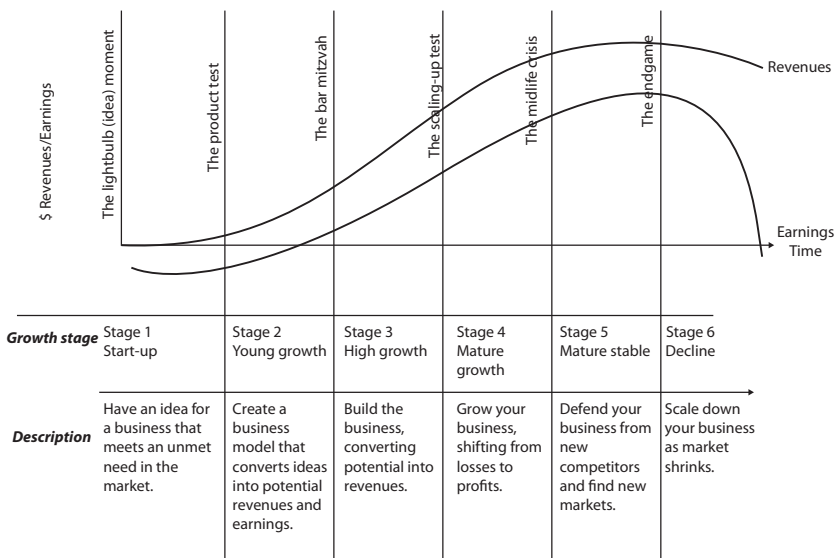 $ Revenues/Earnings
The lightbulb (idea) moment
The product test
The bar mitzvah
The scaling-up test
The midlife crisis
The endgame
Revenues
Earnings
Time
Growth stage
Stage 1
Start-up
Stage 2
Young growth
Stage 3
High growth
Stage 4
Mature
growth
Stage 5
Mature stable
Stage 6
Decline
Description
Have an idea for
a business that
meets an unmet
need in the
market.
Create a
business
model that
converts ideas
into potential
revenues and
earnings.
Build the
business,
converting
potential into
revenues.
Grow your
business,
shifting from
losses to
profits.
Defend your
business from
new
competitors
and find new
markets.
Scale down
your business
as market
shrinks.